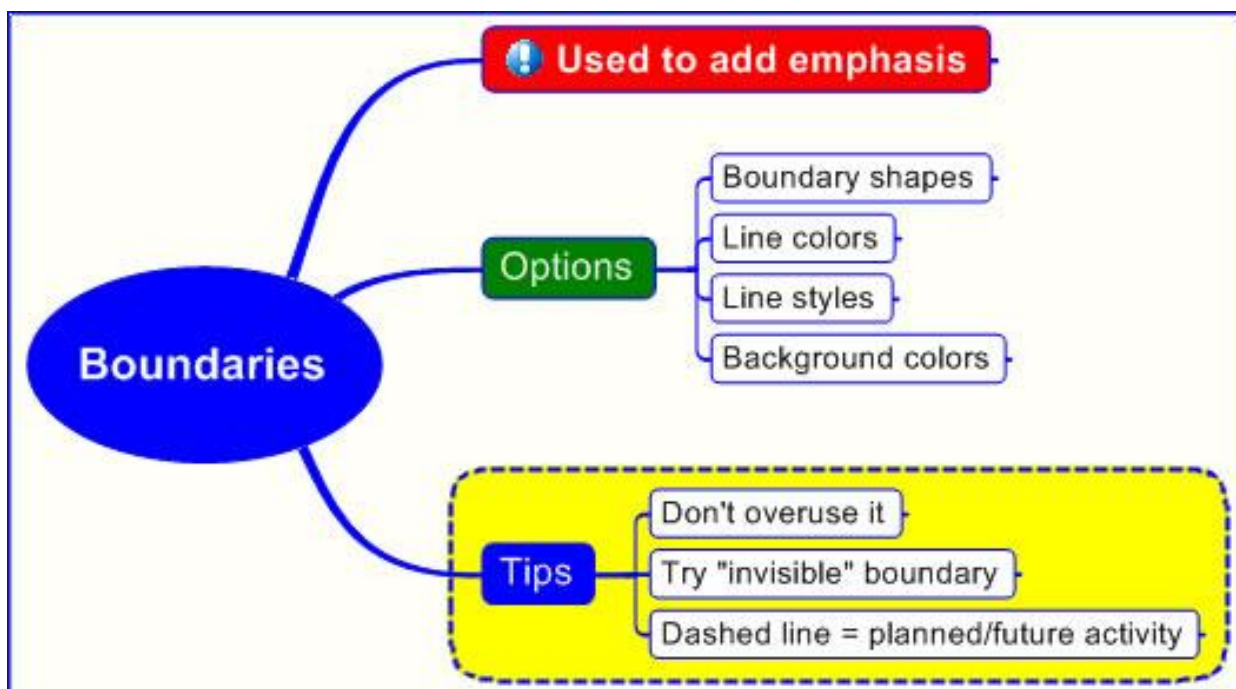 Used to add emphasis
Boundaries
Options
Boundary shapes
Line colors
Line styles
Background colors
Tips
Don't overuse it
Try "invisible" boundary
Dashed line = planned/future activity